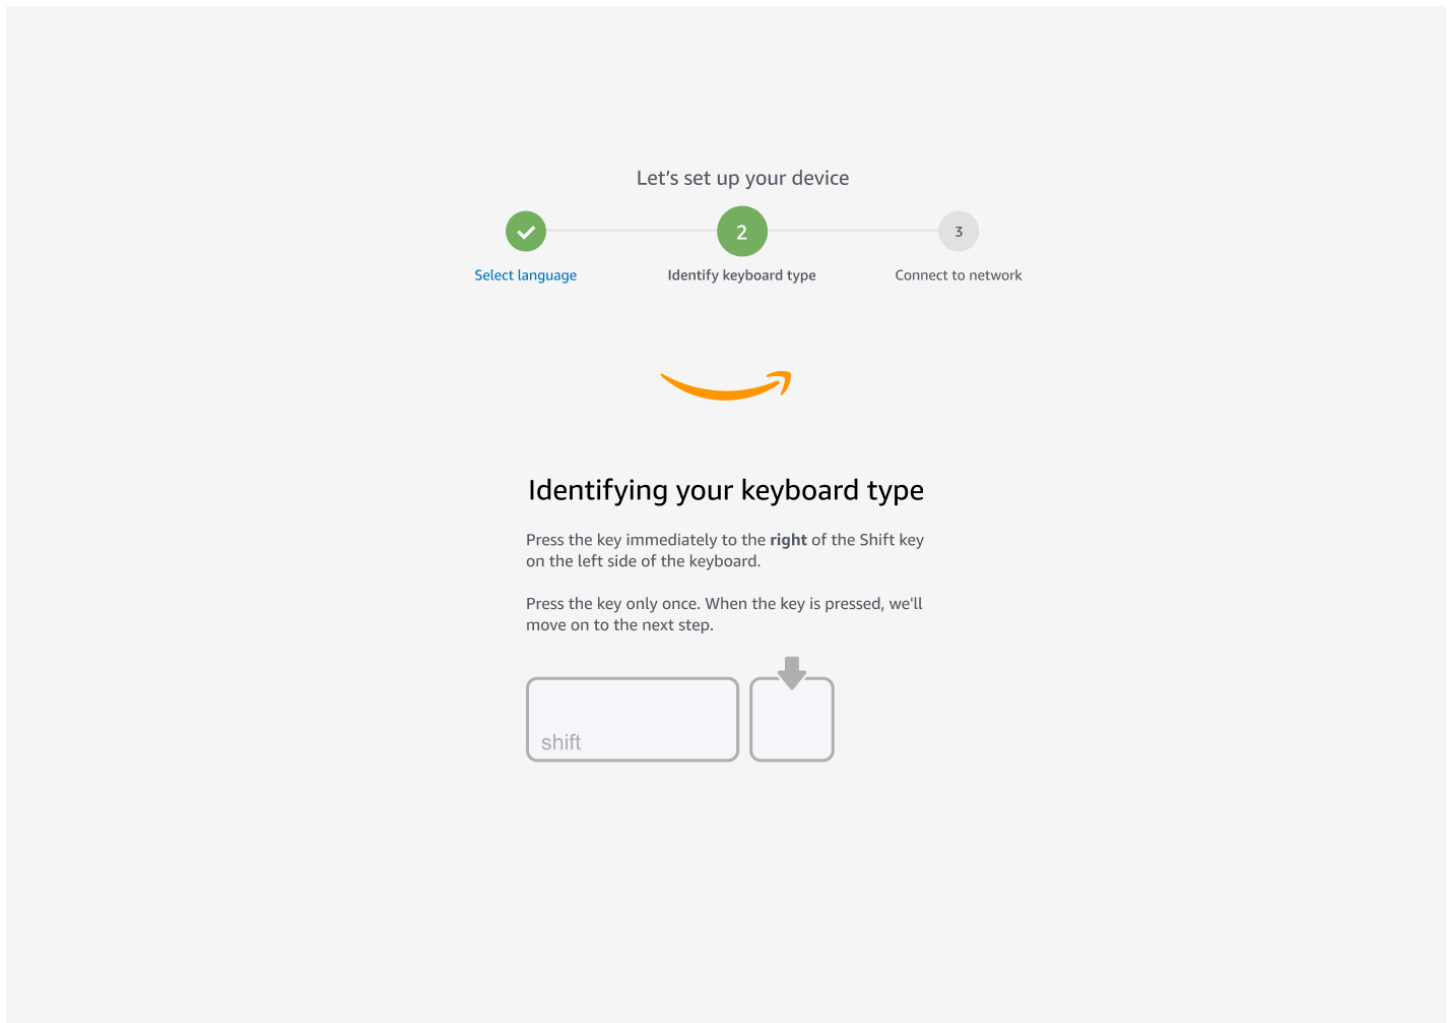 Let’s set up your device
2
3
Select language
Identify keyboard type
Connect to network
Identifying your keyboard type
Press the key immediately to the right of the Shift key
on the left side of the keyboard.
Press the key only once. When the key is pressed, we'll
move on to the next step.
shift